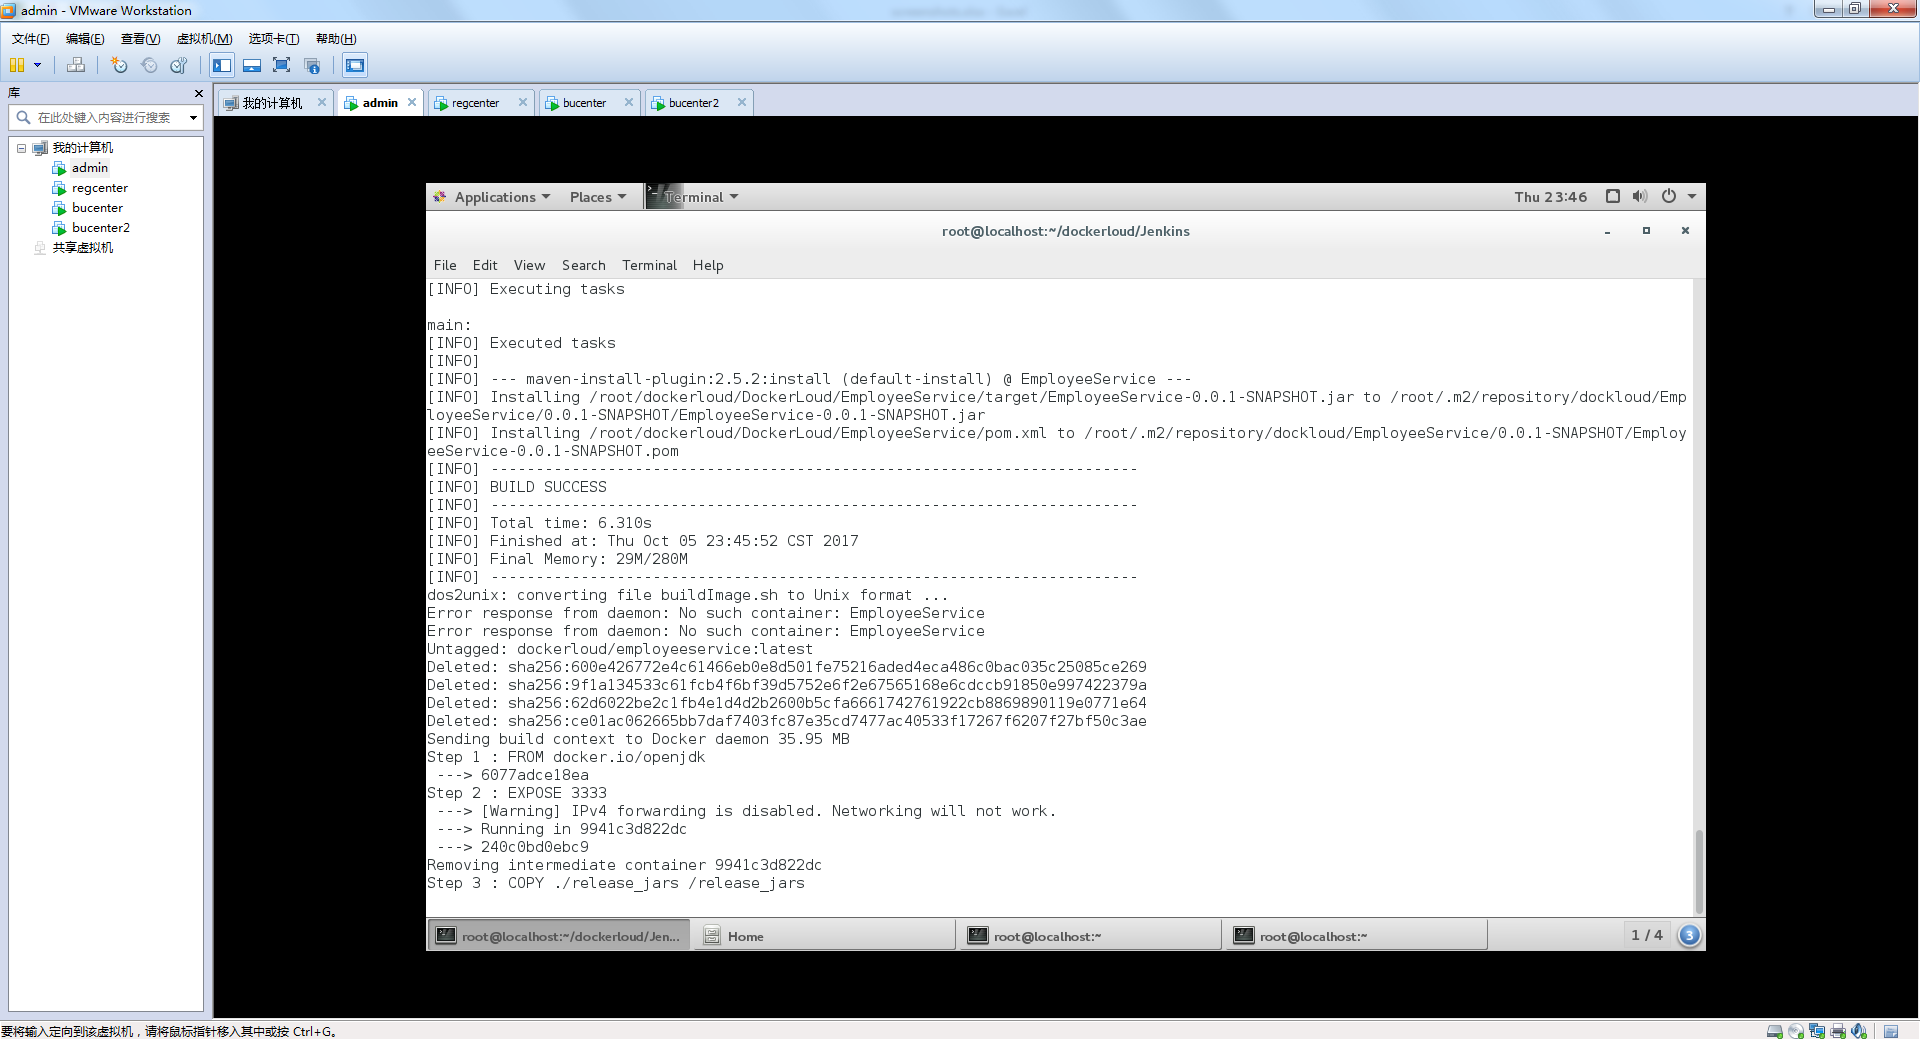 admin - VMware Workstation
文件(F) 编辑(E) 查看(V) 虚拟机(M) 选项卡(T) 帮助(H)
库
在此处键入内容进行搜索
我的计算机
admin
regcenter
bucenter
bucenter2
共享虚拟机
我的计算机 admin regcenter bucenter bucenter2
Applications Places Terminal Thu 23:46
root@localhost:~/dockerloud/Jenkins
File Edit View Search Terminal Help
[INFO] Executing tasks
main:
[INFO] Executed tasks
[INFO]
[INFO] --- maven-install-plugin:2.5.2:install (default-install) @ EmployeeService ---
[INFO] Installing /root/dockerloud/DockerLoud/EmployeeService/target/EmployeeService-0.0.1-SNAPSHOT.jar to /root/.m2/repository/dockloud/Emp
loyeeService/0.0.1-SNAPSHOT/EmployeeService-0.0.1-SNAPSHOT.jar
[INFO] Installing /root/dockerloud/DockerLoud/EmployeeService/pom.xml to /root/.m2/repository/dockloud/EmployeeService/0.0.1-SNAPSHOT/Employ
eeService-0.0.1-SNAPSHOT.pom
[INFO] ------------------------------------------------------------------------
[INFO] BUILD SUCCESS
[INFO] ------------------------------------------------------------------------
[INFO] Total time: 6.310s
[INFO] Finished at: Thu Oct 05 23:45:52 CST 2017
[INFO] Final Memory: 29M/280M
[INFO] ------------------------------------------------------------------------
dos2unix: converting file buildImage.sh to Unix format ...
Error response from daemon: No such container: EmployeeService
Error response from daemon: No such container: EmployeeService
Untagged: dockerloud/employeeservice:latest
Deleted: sha256:600e426772e4c61466eb0e8d501fe75216aded4eca486c0bac035c25085ce269
Deleted: sha256:9f1a134533c61fcb4f6bf39d5752e6f2e67565168e6cdccb91850e997422379a
Deleted: sha256:62d6022be2c1fb4e1d4d2b2600b5cfa6661742761922cb8869890119e0771e64
Deleted: sha256:ce01ac062665bb7daf7403fc87e35cd7477ac40533f17267f6207f27bf50c3ae
Sending build context to Docker daemon 35.95 MB
Step 1 : FROM docker.io/openjdk
 ---> 6077adce18ea
Step 2 : EXPOSE 3333
 ---> [Warning] IPv4 forwarding is disabled. Networking will not work.
 ---> Running in 9941c3d822dc
 ---> 240c0bd0ebc9
Removing intermediate container 9941c3d822dc
Step 3 : COPY ./release_jars /release_jars
root@localhost:~/dockerloud/Jen... Home root@localhost:~ root@localhost:~ 1 / 4 3
要将输入定向到该虚拟机，请将鼠标指针移入其中或按 Ctrl+G。